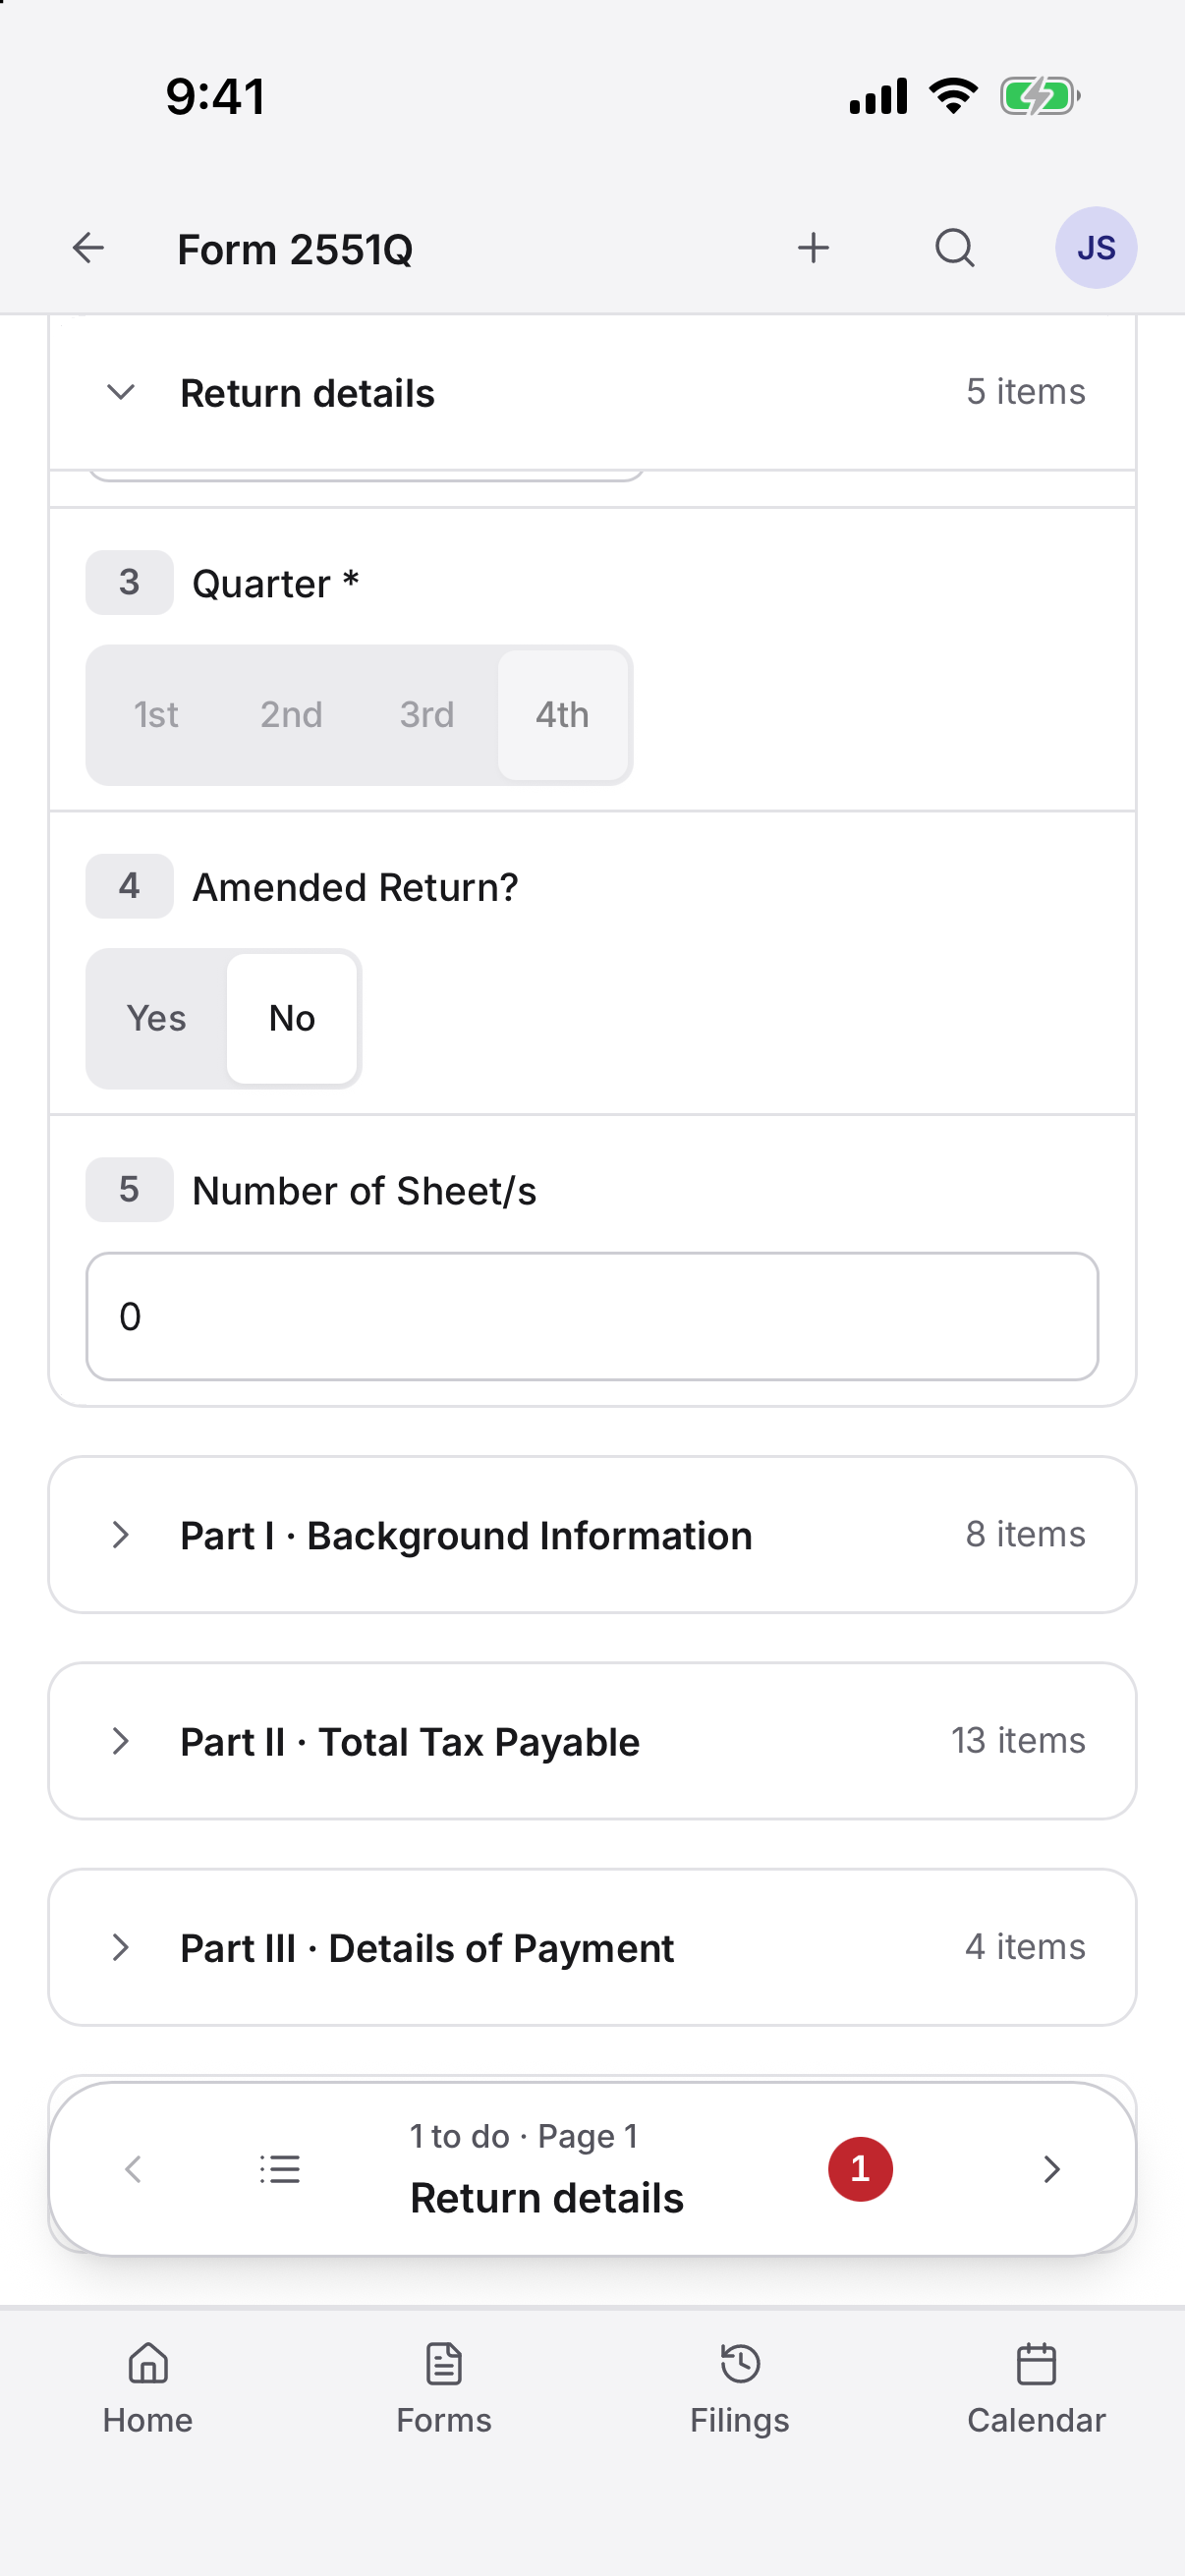 9:41
Form 2551Q
JS
Return details
5 items
3 Quarter *
1st 2nd 3rd 4th
4 Amended Return?
Yes No
5 Number of Sheet/s
0
Part I · Background Information
8 items
Part II · Total Tax Payable
13 items
Part III · Details of Payment
4 items
1 to do · Page 1
Return details
1
Home Forms Filings Calendar